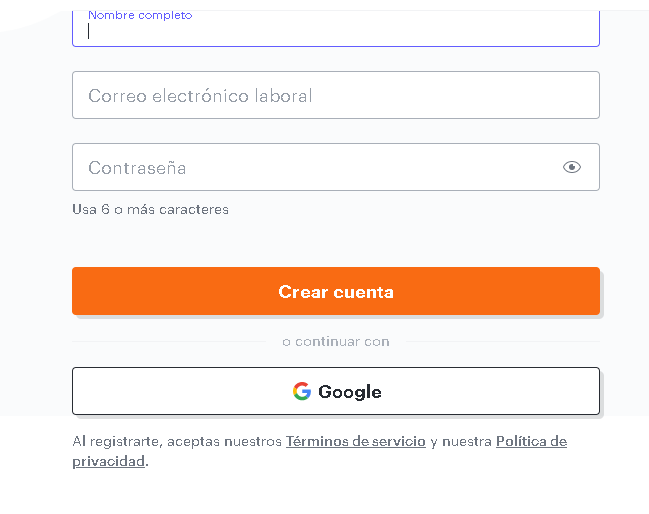 Nombre completo
Correo electrónico laboral
Contraseña
Usa 6 o más caracteres
Crear cuenta
o continuar con
Google
Al registrarte, aceptas nuestros Términos de servicio y nuestra Política de
privacidad.